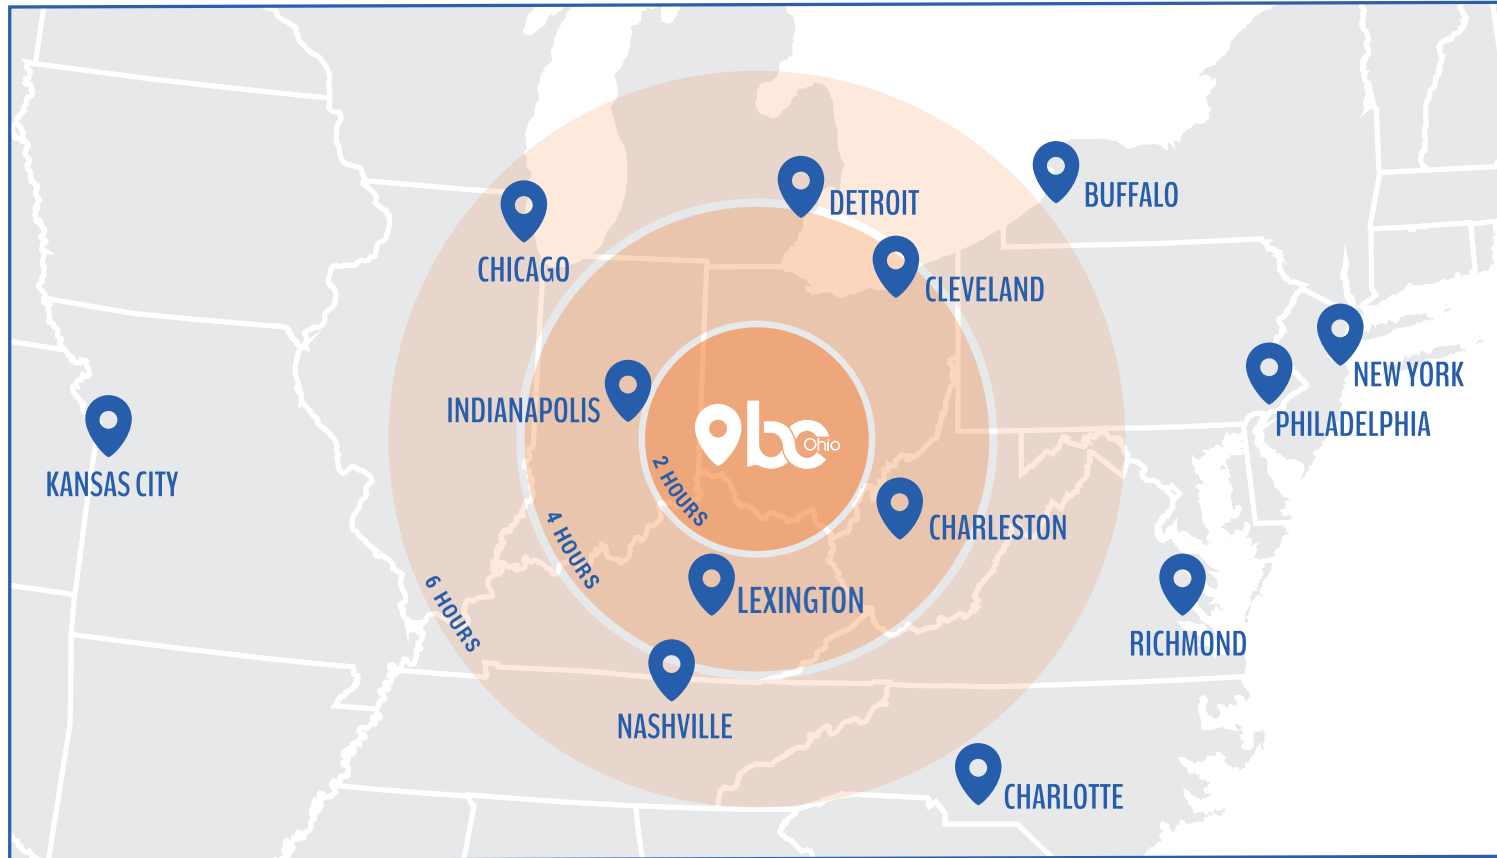 DETROIT
BUFFALO
CHICAGO
CLEVELAND
NEW YORK
INDIANAPOLIS
PHILADELPHIA
bc Ohio
KANSAS CITY
2 HOURS
4 HOURS
6 HOURS
CHARLESTON
LEXINGTON
RICHMOND
NASHVILLE
CHARLOTTE